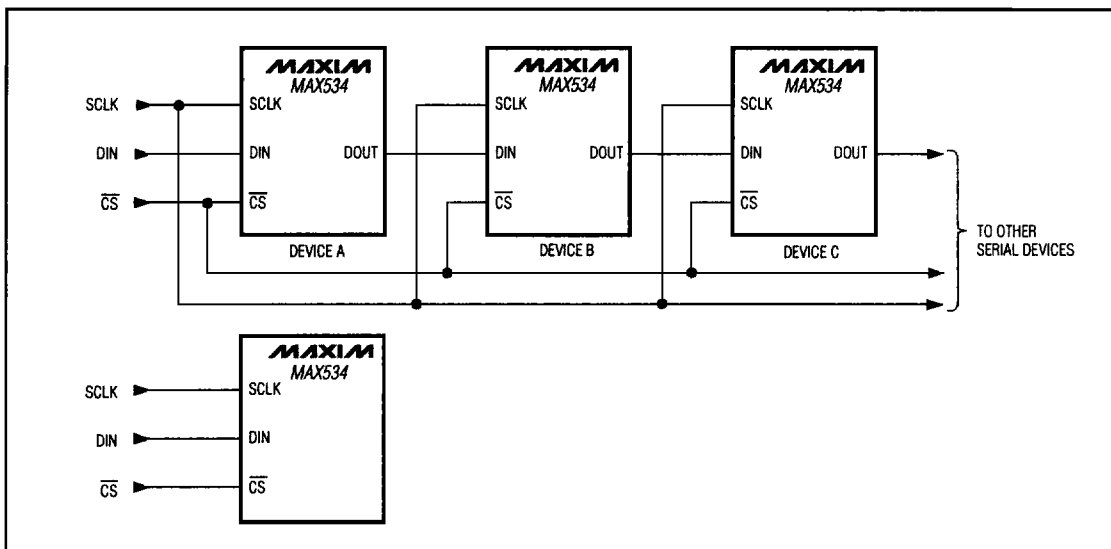 MAXIM
MAX534
SCLK
SCLK
DIN
DIN
DOUT
CS
CS
DEVICE A
MAXIM
MAX534
SCLK
DIN
DOUT
CS
DEVICE B
MAXIM
MAX534
SCLK
DIN
DOUT
CS
DEVICE C
TO OTHER
SERIAL DEVICES
MAXIM
MAX534
SCLK
SCLK
DIN
DIN
CS
CS